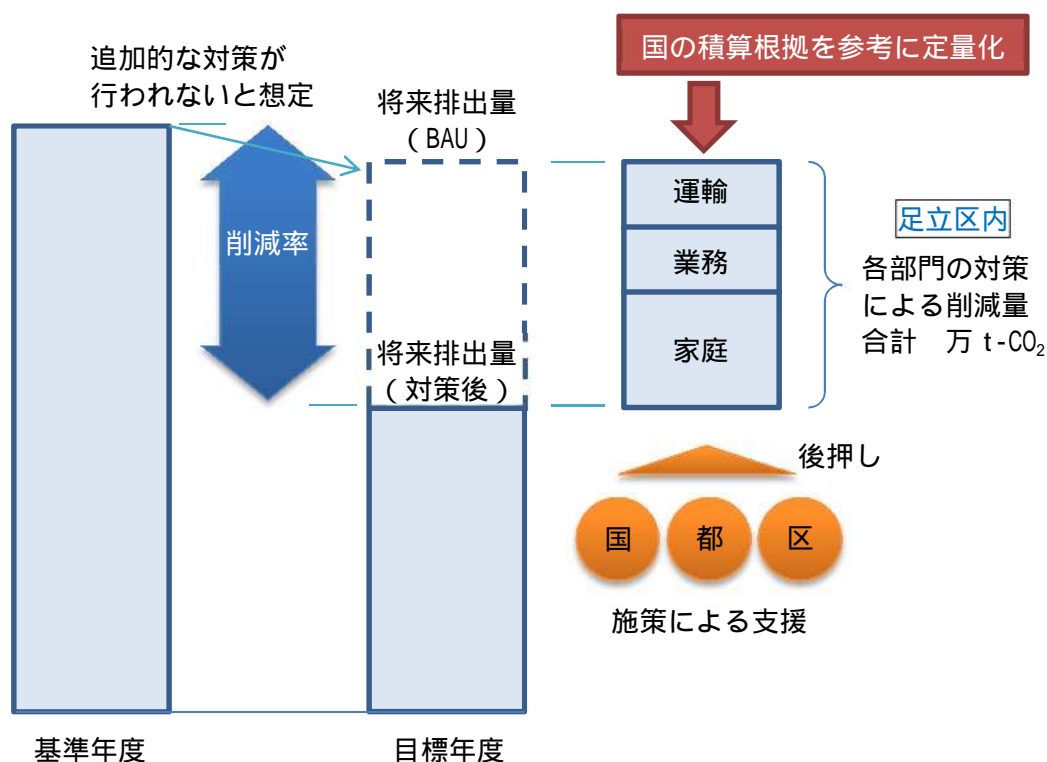 国の積算根拠を参考に定量化
追加的な対策が
行われないと想定
将来排出量
（BAU）
削減率
運輸
業務
家庭
足立区内
各部門の対策
による削減量
合計　万 t-CO₂
将来排出量
（対策後）
後押し
国 都 区
施策による支援
基準年度
目標年度